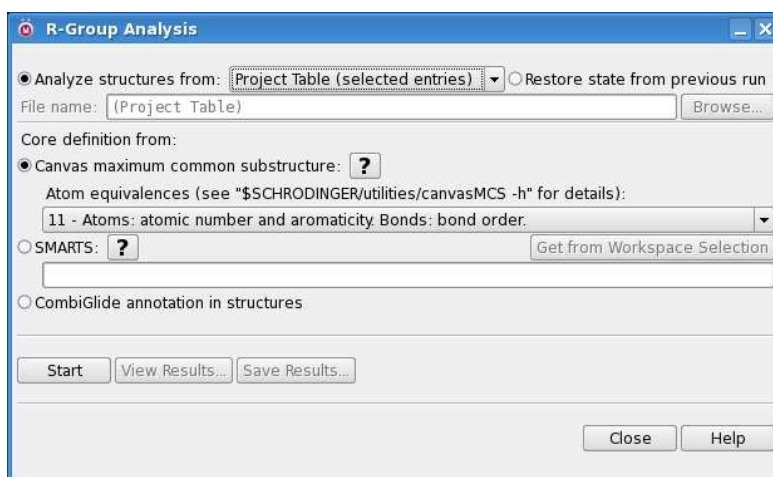 R-Group Analysis
Analyze structures from: Project Table (selected entries) Restore state from previous run
File name: (Project Table) Browse...
Core definition from:
Canvas maximum common substructure: ?
Atom equivalences (see "$SCHRODINGER/utilities/canvasMCS -h" for details):
11 - Atoms: atomic number and aromaticity. Bonds: bond order.
SMARTS: ? Get from Workspace Selection
CombiGlide annotation in structures
Start View Results... Save Results...
Close Help